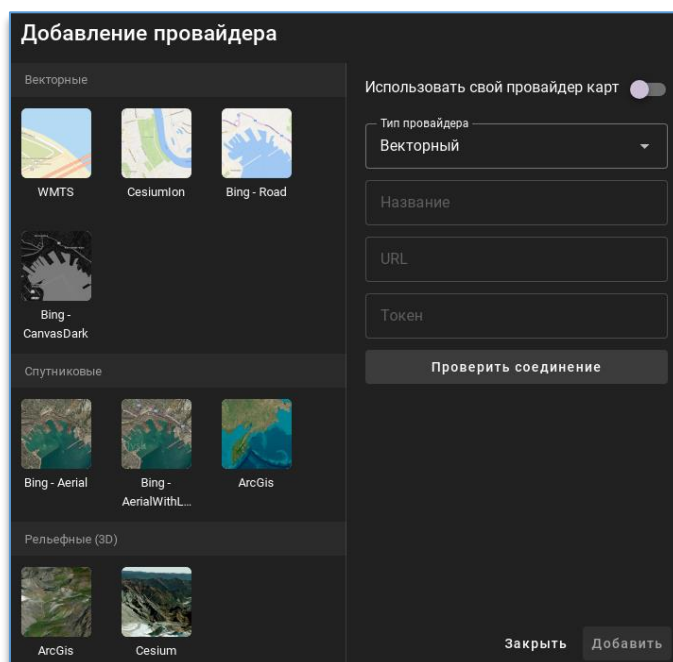 Добавление провайдера
Векторные
WMTS
CesiumIon
Bing - Road
Bing -
CanvasDark
Спутниковые
Bing - Aerial
Bing -
AerialWithL...
ArcGis
Рельефные (3D)
ArcGis
Cesium
Использовать свой провайдер карт
Тип провайдера
Векторный
Название
URL
Токен
Проверить соединение
Закрыть
Добавить